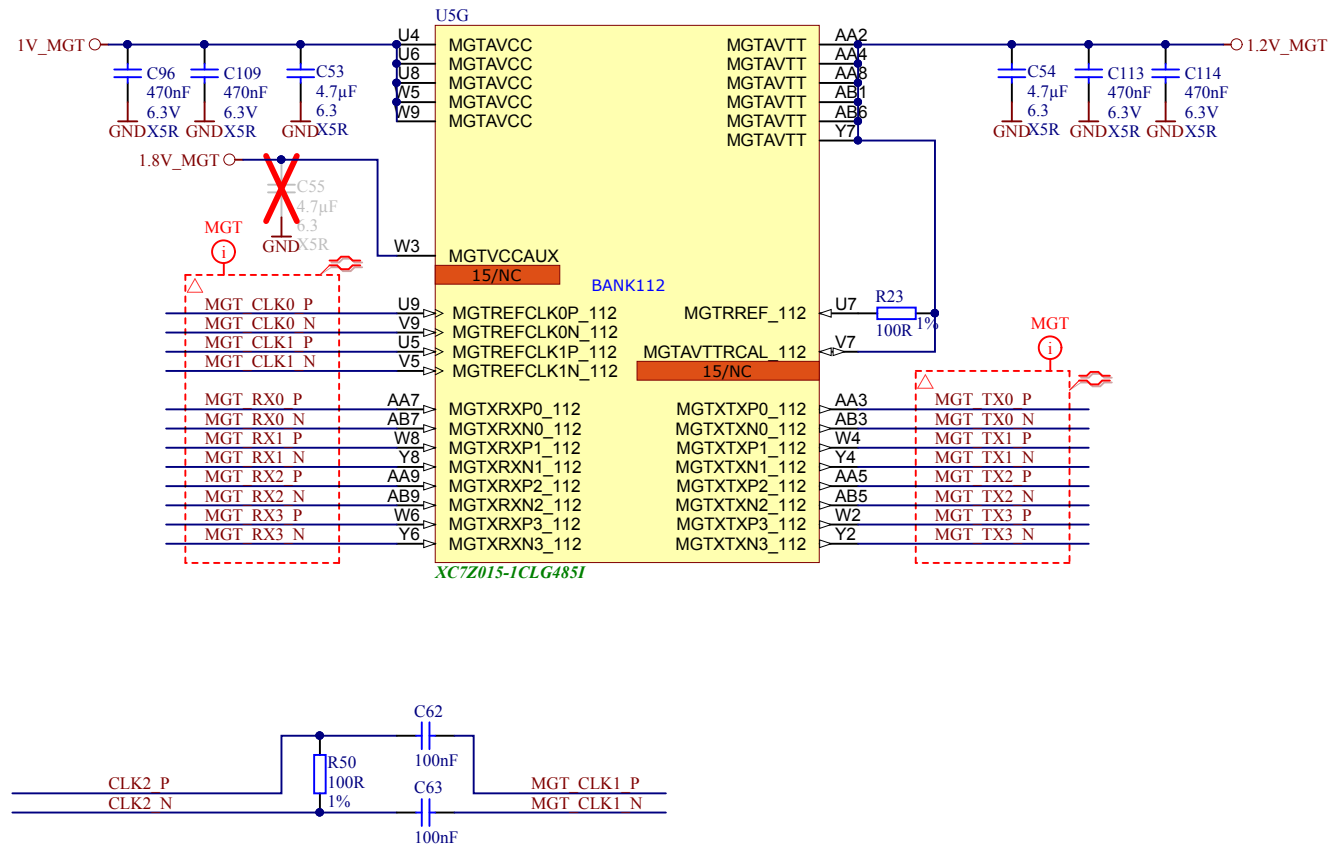 U5G
1V_MGT
C96
470nF
6.3V
X5R
GND
C109
470nF
6.3V
X5R
GND
C53
4.7µF
6.3
X5R
GND
U4 MGTAVCC
U6 MGTAVCC
U8 MGTAVCC
W5 MGTAVCC
W9 MGTAVCC
MGTAVTT AA2
MGTAVTT AA4
MGTAVTT AA8
MGTAVTT AB1
MGTAVTT AB6
MGTAVTT Y7
1.2V_MGT
C54
4.7µF
6.3
X5R
GND
C113
470nF
6.3V
X5R
GND
C114
470nF
6.3V
X5R
GND
1.8V_MGT
C55
4.7µF
6.3
X5R
GND
W3 MGTVCCAUX
15/NC
BANK112
MGT
i
MGT_CLK0_P U9 MGTREFCLK0P_112
MGT_CLK0_N V9 MGTREFCLK0N_112
MGT_CLK1_P U5 MGTREFCLK1P_112
MGT_CLK1_N V5 MGTREFCLK1N_112
MGTRREF_112 U7
R23
100R
1%
MGTAVTTRCAL_112 V7
15/NC
MGT
i
MGT_RX0_P AA7 MGTXRXP0_112
MGT_RX0_N AB7 MGTXRXN0_112
MGT_RX1_P W8 MGTXRXP1_112
MGT_RX1_N Y8 MGTXRXN1_112
MGT_RX2_P AA9 MGTXRXP2_112
MGT_RX2_N AB9 MGTXRXN2_112
MGT_RX3_P W6 MGTXRXP3_112
MGT_RX3_N Y6 MGTXRXN3_112
MGTXTXP0_112 AA3 MGT_TX0_P
MGTXTXN0_112 AB3 MGT_TX0_N
MGTXTXP1_112 W4 MGT_TX1_P
MGTXTXN1_112 Y4 MGT_TX1_N
MGTXTXP2_112 AA5 MGT_TX2_P
MGTXTXN2_112 AB5 MGT_TX2_N
MGTXTXP3_112 W2 MGT_TX3_P
MGTXTXN3_112 Y2 MGT_TX3_N
XC7Z015-1CLG485I
C62
100nF
R50
100R
1%
C63
100nF
CLK2_P
CLK2_N
MGT_CLK1_P
MGT_CLK1_N